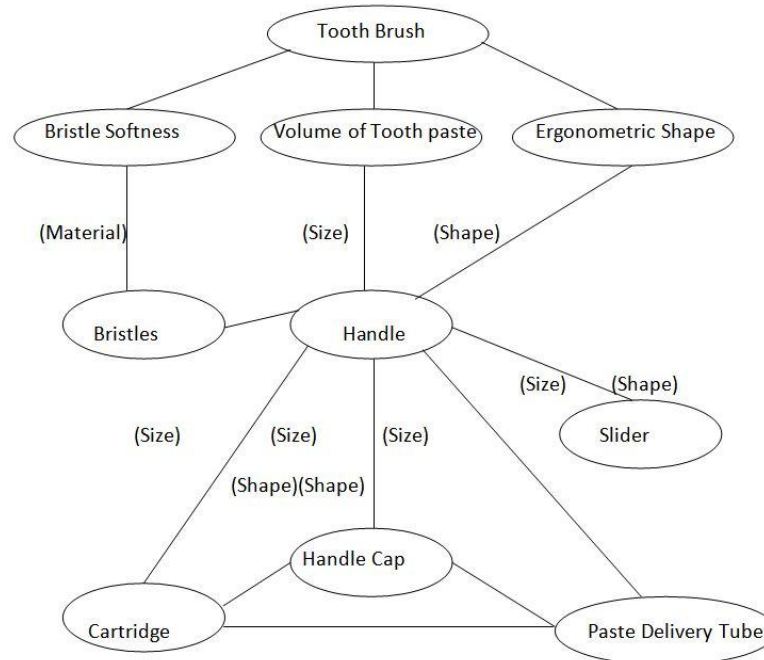 Tooth Brush
Bristle Softness
Volume of Tooth paste
Ergonometric Shape
(Material)
(Size)
(Shape)
Bristles
Handle
(Size)
(Shape)
(Size)
(Size)
(Size)
Slider
(Shape)(Shape)
Handle Cap
Cartridge
Paste Delivery Tube